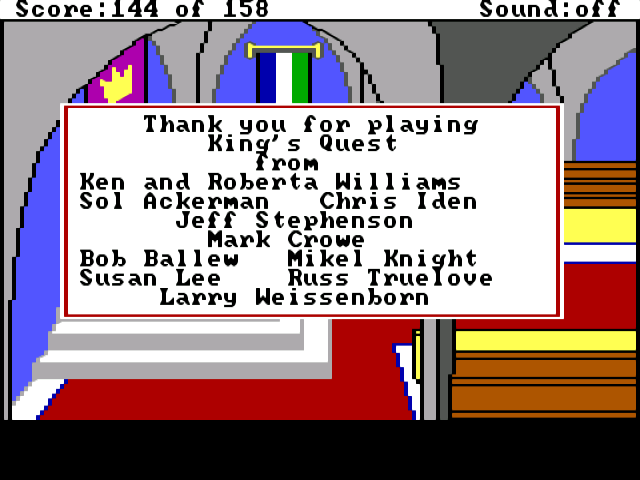 Score:144 of 158 Sound:off
Thank you for playing
King's Quest
from
Ken and Roberta Williams
Sol Ackerman Chris Iden
Jeff Stephenson
Mark Crowe
Bob Ballew Mikel Knight
Susan Lee Russ Truelove
Larry Weissenborn